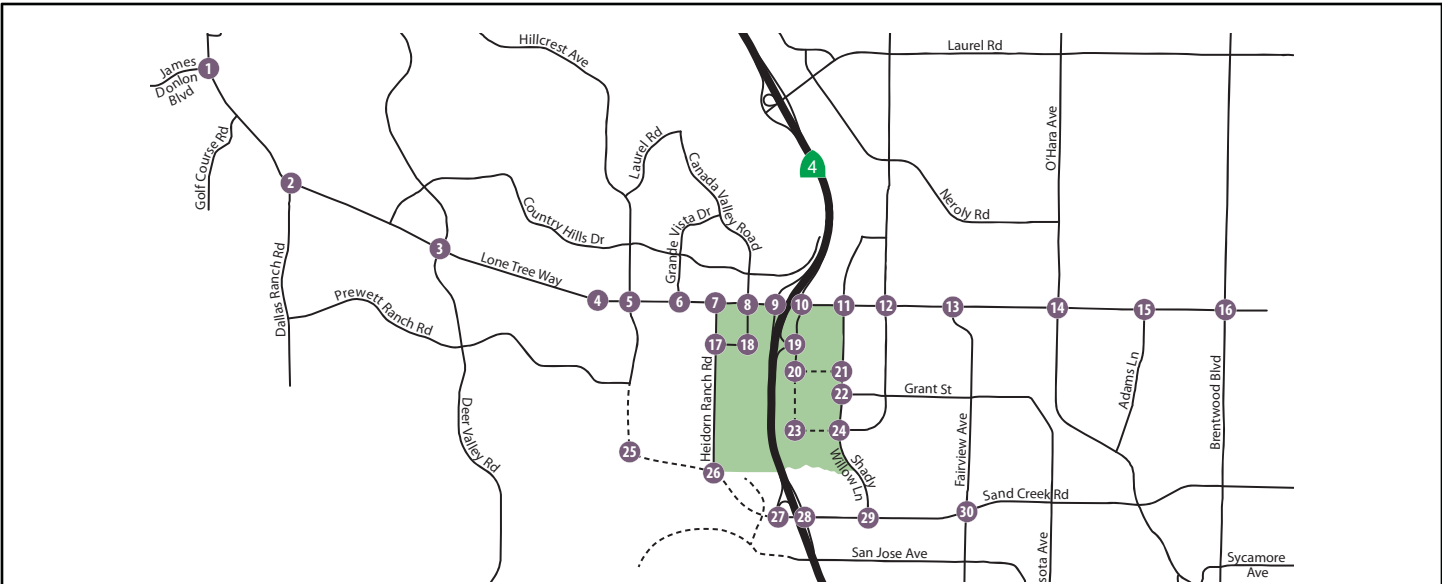 Hillcrest Ave
Laurel Rd
James
Donlon
Blvd
1
Golf Course Rd
O'Hara Ave
Laurel Rd
Canada Valley Road
4
2
Neroly Rd
Country Hills Dr
Grande Vista Dr
3
Dallas Ranch Rd
Lone Tree Way
Prewett Ranch Rd
4
5
6
7
8
9
10
11
12
13
14
15
16
17
18
19
20
21
22
Grant St
Adams Ln
Brentwood Blvd
Heidorn Ranch Rd
Deer Valley Rd
23
24
Fairview Ave
25
26
Shady
Willow Ln
Sand Creek Rd
27
28
29
30
San Jose Ave
sota Ave
Sycamore
Ave